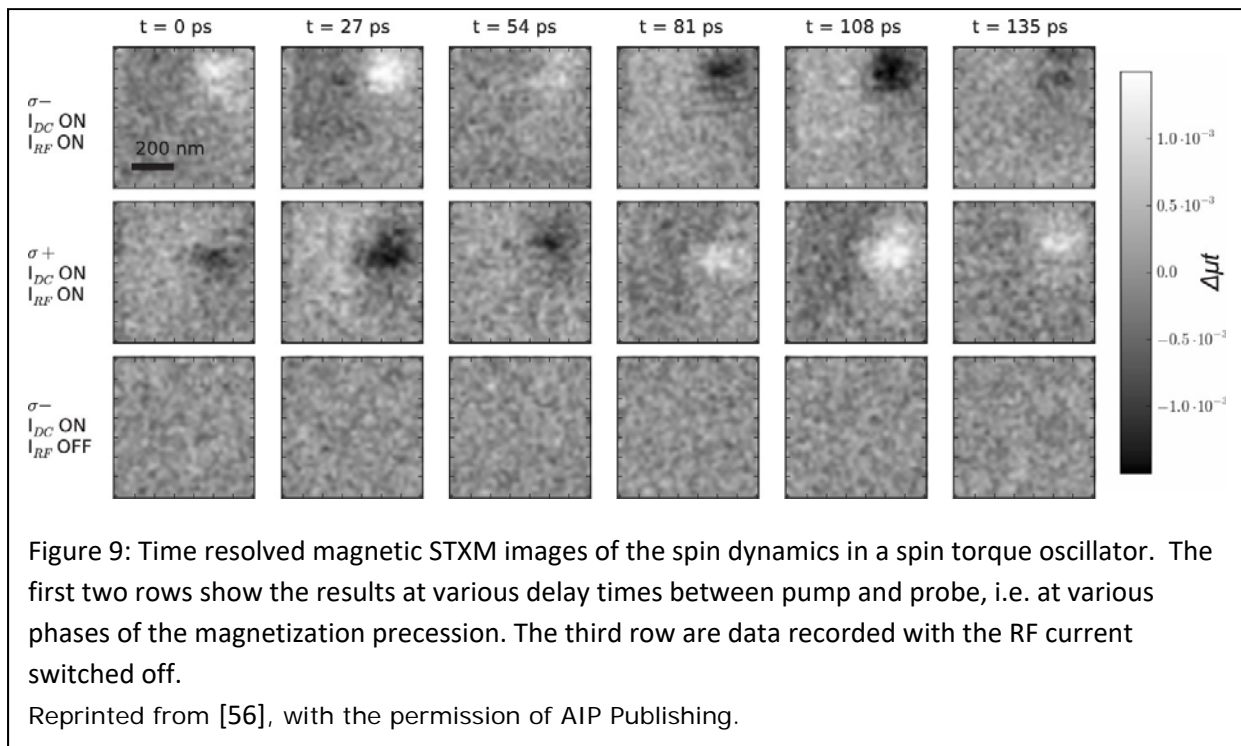 t = 0 ps t = 27 ps t = 54 ps t = 81 ps t = 108 ps t = 135 ps
σ−
I_DC ON
I_RF ON
200 nm
σ+
I_DC ON
I_RF ON
σ−
I_DC ON
I_RF OFF
1.0·10⁻³
0.5·10⁻³
0.0
−0.5·10⁻³
−1.0·10⁻³
Δμt
Figure 9: Time resolved magnetic STXM images of the spin dynamics in a spin torque oscillator. The
first two rows show the results at various delay times between pump and probe, i.e. at various
phases of the magnetization precession. The third row are data recorded with the RF current
switched off.
Reprinted from [56], with the permission of AIP Publishing.